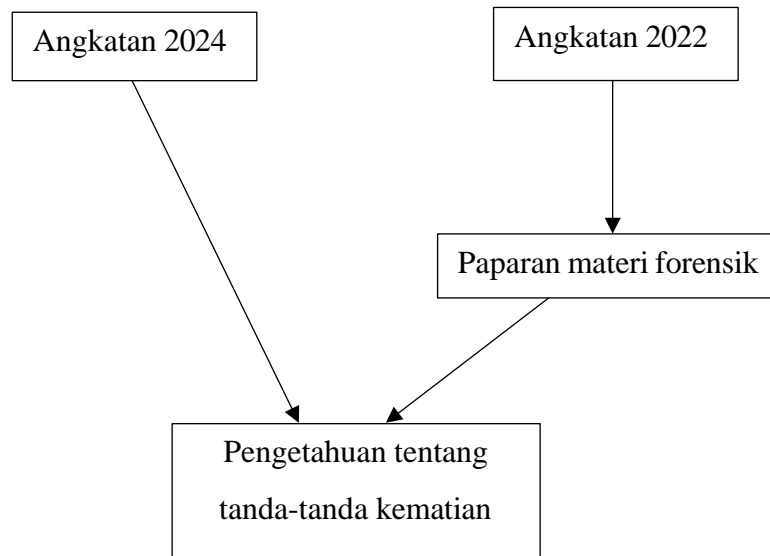 Angkatan 2024
Angkatan 2022
Paparan materi forensik
Pengetahuan tentang
tanda-tanda kematian